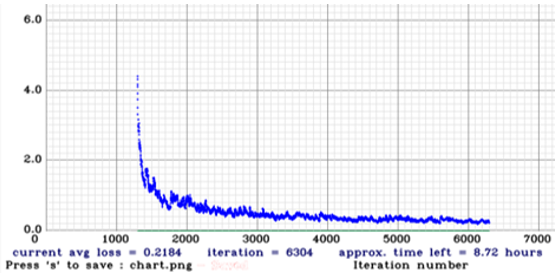 6.0
4.0
2.0
0.0
0 1000 2000 3000 4000 5000 6000 7000
current avg loss = 0.2184 iteration = 6304 approx. time left = 8.72 hours
Press 's' to save : chart.png Iteration number